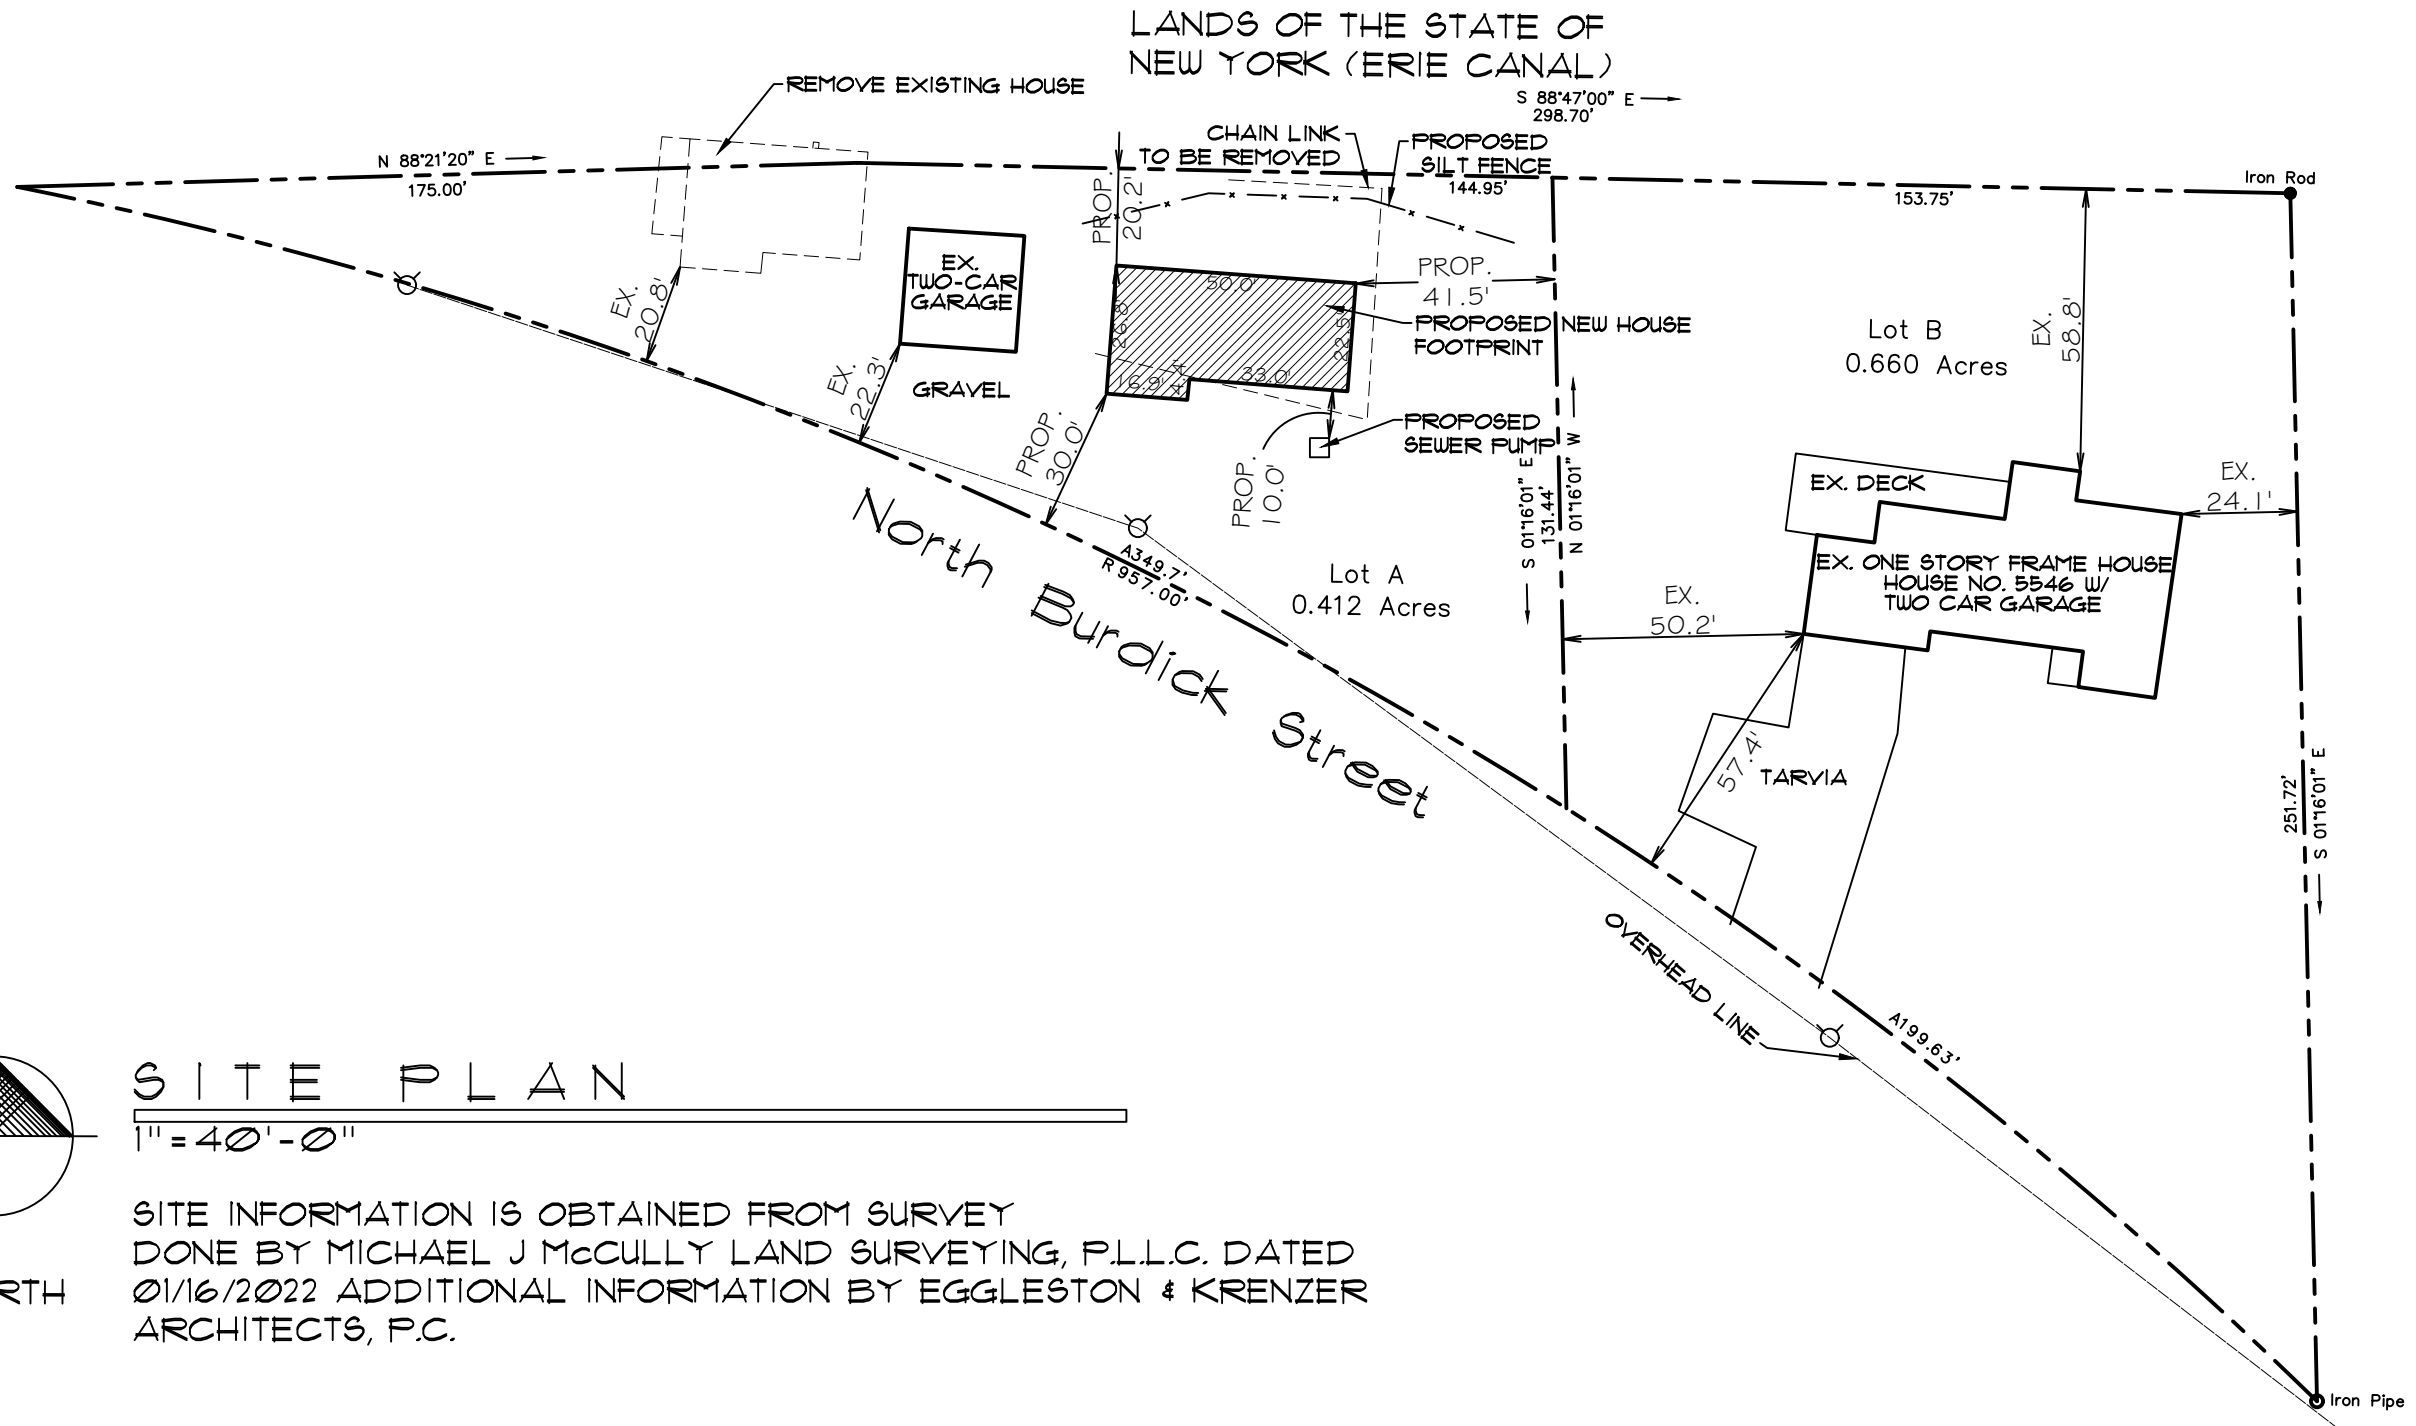 LANDS OF THE STATE OF
NEW YORK (ERIE CANAL)
S 88°47'00" E
298.70'
REMOVE EXISTING HOUSE
CHAIN LINK
TO BE REMOVED
PROPOSED
SILT FENCE
N 88°21'20" E
175.00'
144.95'
153.75'
Iron Rod
PROP.
20.2'
EX.
TWO-CAR
GARAGE
EX.
20.8'
EX.
22.3'
GRAVEL
50.0'
26.8'
22.5'
16.9'
4.4'
33.0'
PROP.
41.5'
PROPOSED NEW HOUSE
FOOTPRINT
PROP.
30.0'
PROP.
10.0'
PROPOSED
SEWER PUMP
Lot B
0.660 Acres
EX.
58.8'
S 01°16'01" E
131.44'
N 01°16'01" W
EX. DECK
EX.
24.1'
EX. ONE STORY FRAME HOUSE
HOUSE NO. 5546 W/
TWO CAR GARAGE
North Burdick Street
A349.7'
R 957.00'
Lot A
0.412 Acres
EX.
50.2'
57.4'
TARVIA
251.72'
S 01°16'01" E
OVERHEAD LINE
A199.63'
SITE PLAN
1"=40'-0"
SITE INFORMATION IS OBTAINED FROM SURVEY
DONE BY MICHAEL J McCULLY LAND SURVEYING, P.L.L.C. DATED
RTH
01/16/2022 ADDITIONAL INFORMATION BY EGGLESTON & KRENZER
ARCHITECTS, P.C.
Iron Pipe